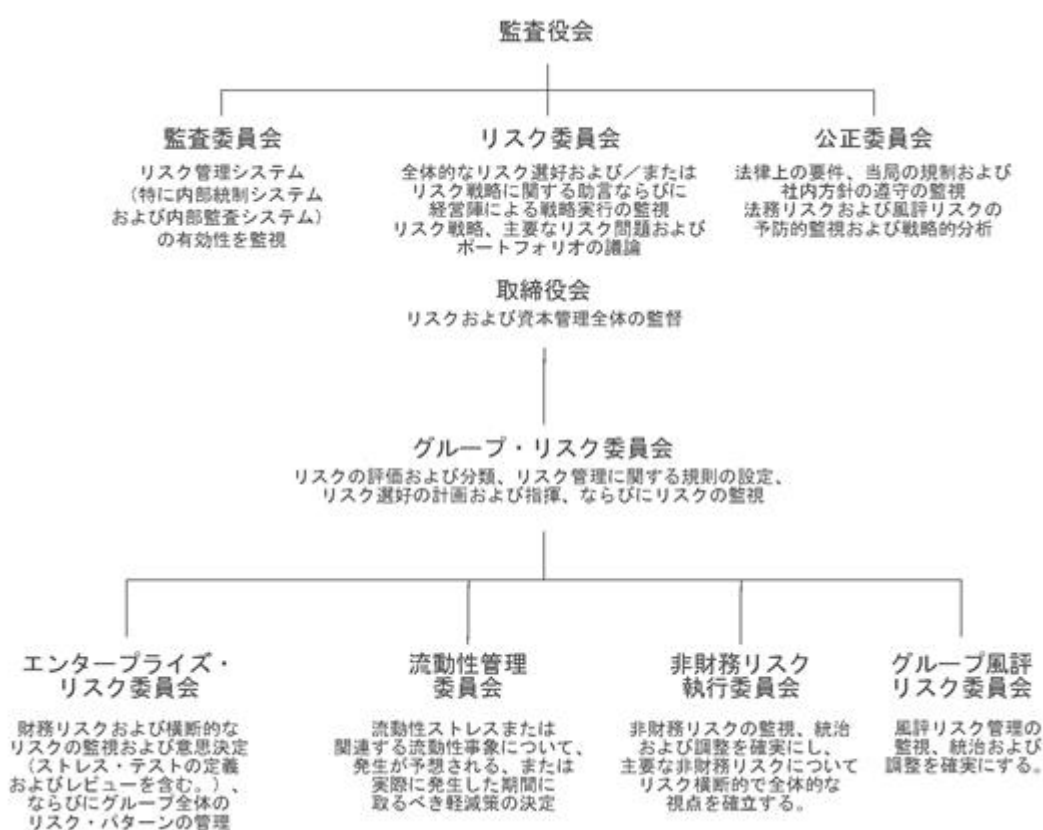 監査役会
監査委員会
リスク管理システム
（特に内部統制システム
および内部監査システム）
の有効性を監視
リスク委員会
全体的なリスク選好および／または
リスク戦略に関する助言ならびに
経営陣による戦略実行の監視
リスク戦略、主要なリスク問題および
ポートフォリオの議論
公正委員会
法律上の要件、当局の規制および
社内方針の遵守の監視
法務リスクおよび風評リスクの
予防的監視および戦略的分析
取締役会
リスクおよび資本管理全体の監督
グループ・リスク委員会
リスクの評価および分類、リスク管理に関する規則の設定、
リスク選好の計画および指揮、ならびにリスクの監視
エンタープライズ・
リスク委員会
財務リスクおよび横断的な
リスクの監視および意思決定
（ストレス・テストの定義
およびレビューを含む。）、
ならびにグループ全体の
リスク・パターンの管理
流動性管理
委員会
流動性ストレスまたは
関連する流動性事象について、
発生が予想される、または
実際に発生した期間に
取るべき軽減策の決定
非財務リスク
執行委員会
非財務リスクの監視、統治
および調整を確実にし、
主要な非財務リスクについて
リスク横断的で全体的な
視点を確立する。
グループ風評
リスク委員会
風評リスク管理の
監視、統治および
調整を確実にする。